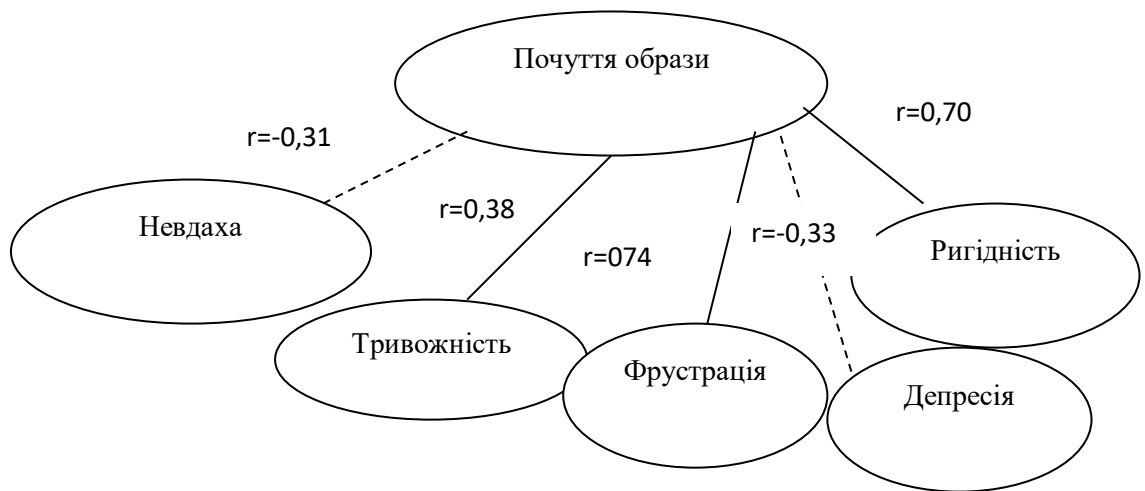 Почуття образи
r=0,70
r=-0,31
Невдаха
r=0,38
r=-0,33
r=074
Ригідність
Тривожність
Фрустрація
Депресія